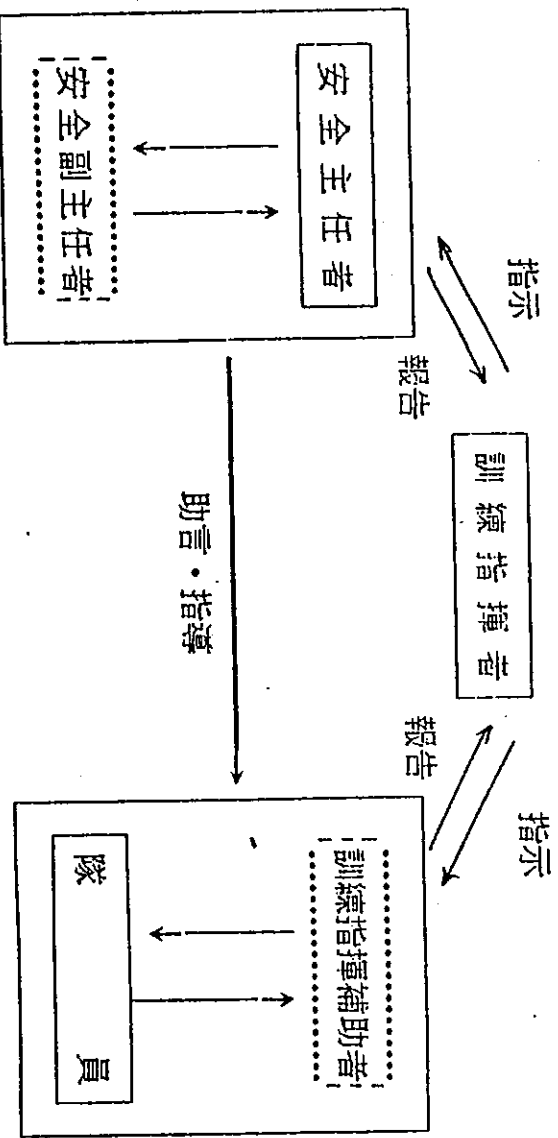 指示
指示
訓練指揮者
報告
報告
安全主任者
訓練指揮補助者
助言・指導
安全副主任者
隊員